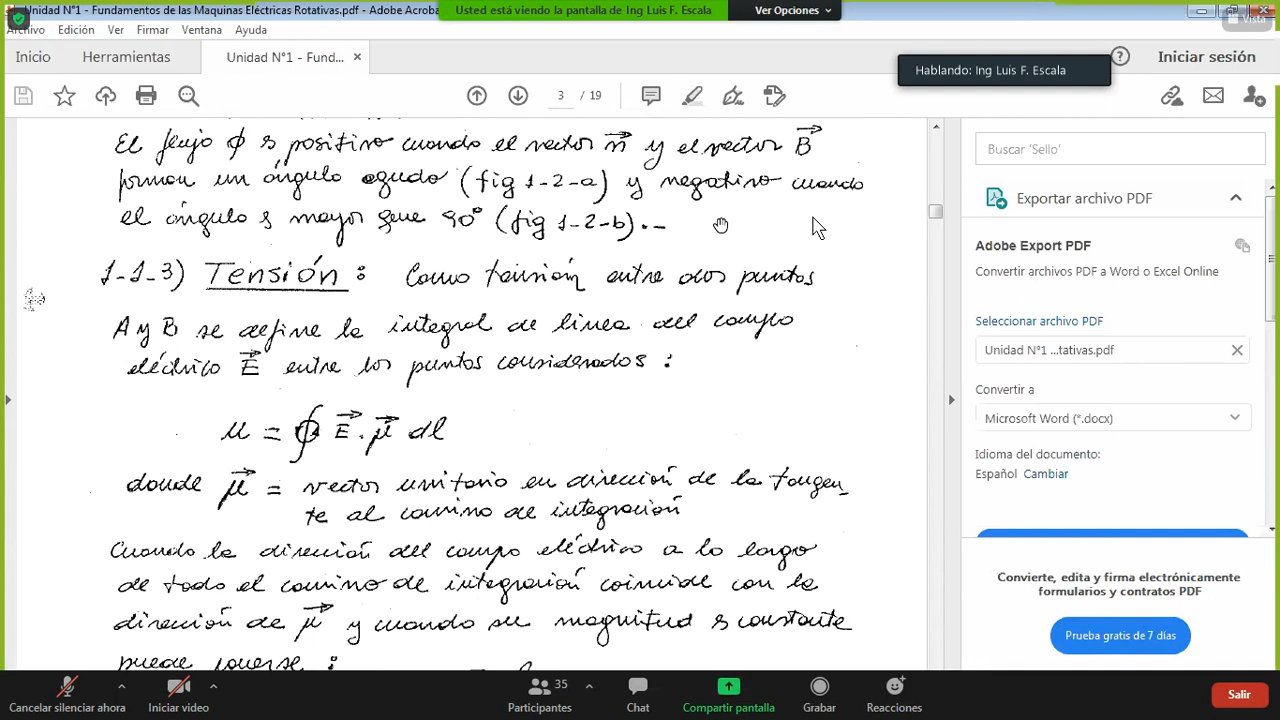 Unidad N°1 - Fundamentos de las Maquinas Eléctricas Rotativas.pdf - Adobe Acroba
Usted está viendo la pantalla de Ing Luis F. Escala
Ver Opciones
Vista
Archivo Edición Ver Firmar Ventana Ayuda
Inicio Herramientas Unidad N°1 - Fund... ×
Hablando: Ing Luis F. Escala
Iniciar sesión
3 / 19
El flujo ϕ es positivo cuando el vector n⃗ y el vector B⃗
forman un ángulo agudo (fig 1-2-a) y negativo cuando
el ángulo es mayor que 90° (fig 1-2-b).-
1-1-3) Tensión : Como tensión entre dos puntos
A y B se define la integral de linea del campo
eléctrico E⃗ entre los puntos considerados :
u = ∮ E⃗ . μ⃗ dl
donde μ⃗ = vector unitario en dirección de la tangen_
te al camino de integración
Cuando la dirección del campo eléctrico a lo largo
de todo el camino de integración coincide con la
dirección de μ⃗ y cuando su magnitud es constante
puede ponerse :
Buscar 'Sello'
Exportar archivo PDF
Adobe Export PDF
Convertir archivos PDF a Word o Excel Online
Seleccionar archivo PDF
Unidad N°1 ...tativas.pdf
Convertir a
Microsoft Word (*.docx)
Idioma del documento:
Español Cambiar
Convierte, edita y firma electrónicamente
formularios y contratos PDF
Prueba gratis de 7 días
Cancelar silenciar ahora
Iniciar video
35
Participantes
Chat
Compartir pantalla
Grabar
Reacciones
Salir